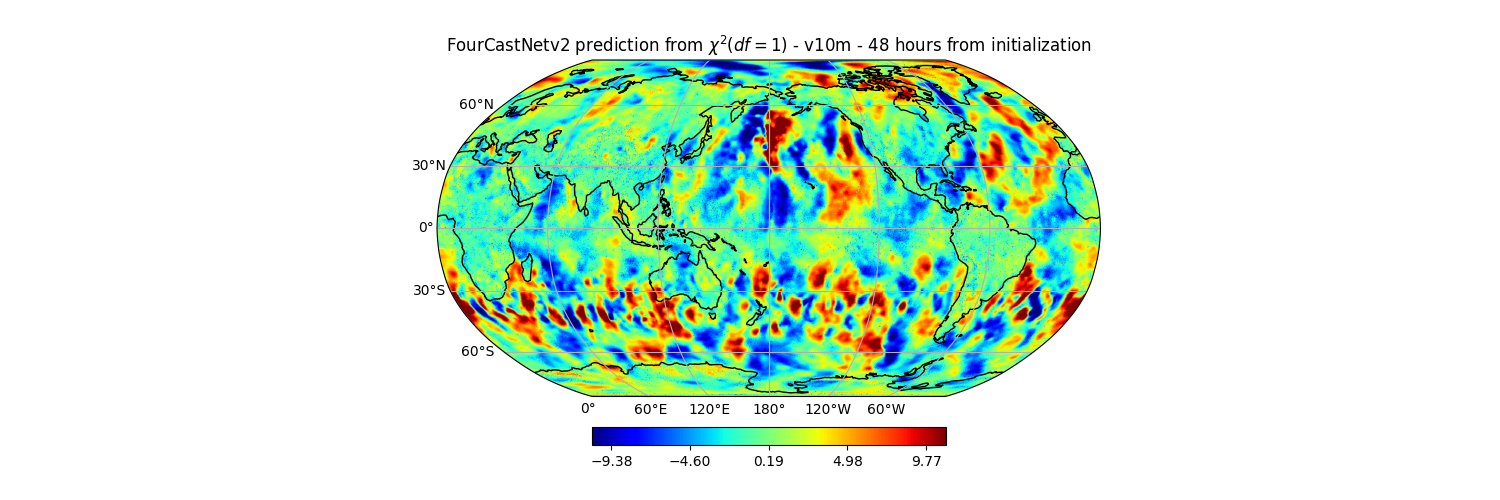 FourCastNetv2 prediction from χ²(df = 1) - v10m - 48 hours from initialization
60°N
30°N
0°
30°S
60°S
0° 60°E 120°E 180° 120°W 60°W
−9.38 −4.60 0.19 4.98 9.77